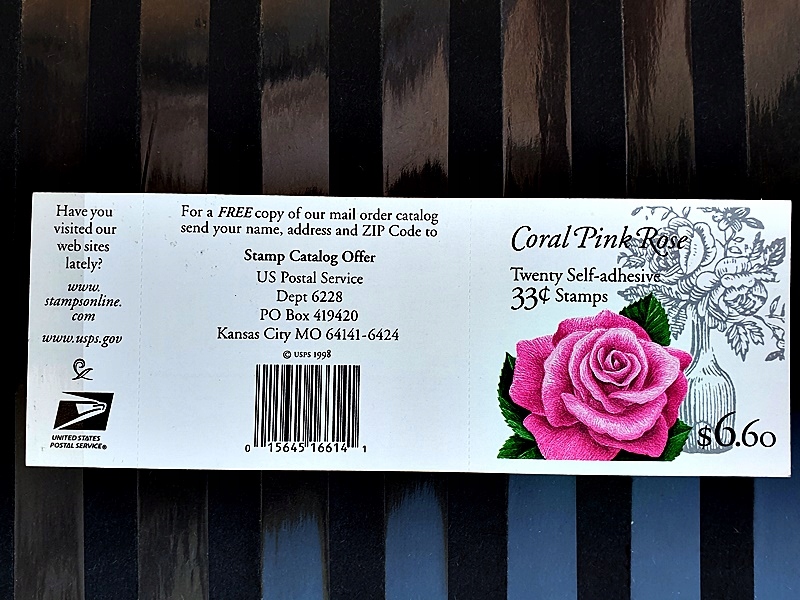 Have you
visited our
web sites
lately?
www.
stampsonline.
com
www.usps.gov
UNITED STATES
POSTAL SERVICE®
For a FREE copy of our mail order catalog
send your name, address and ZIP Code to
Stamp Catalog Offer
US Postal Service
Dept 6228
PO Box 419420
Kansas City MO 64141-6424
© USPS 1998
0 15645 16614 1
Coral Pink Rose
Twenty Self-adhesive
33¢ Stamps
$6.60